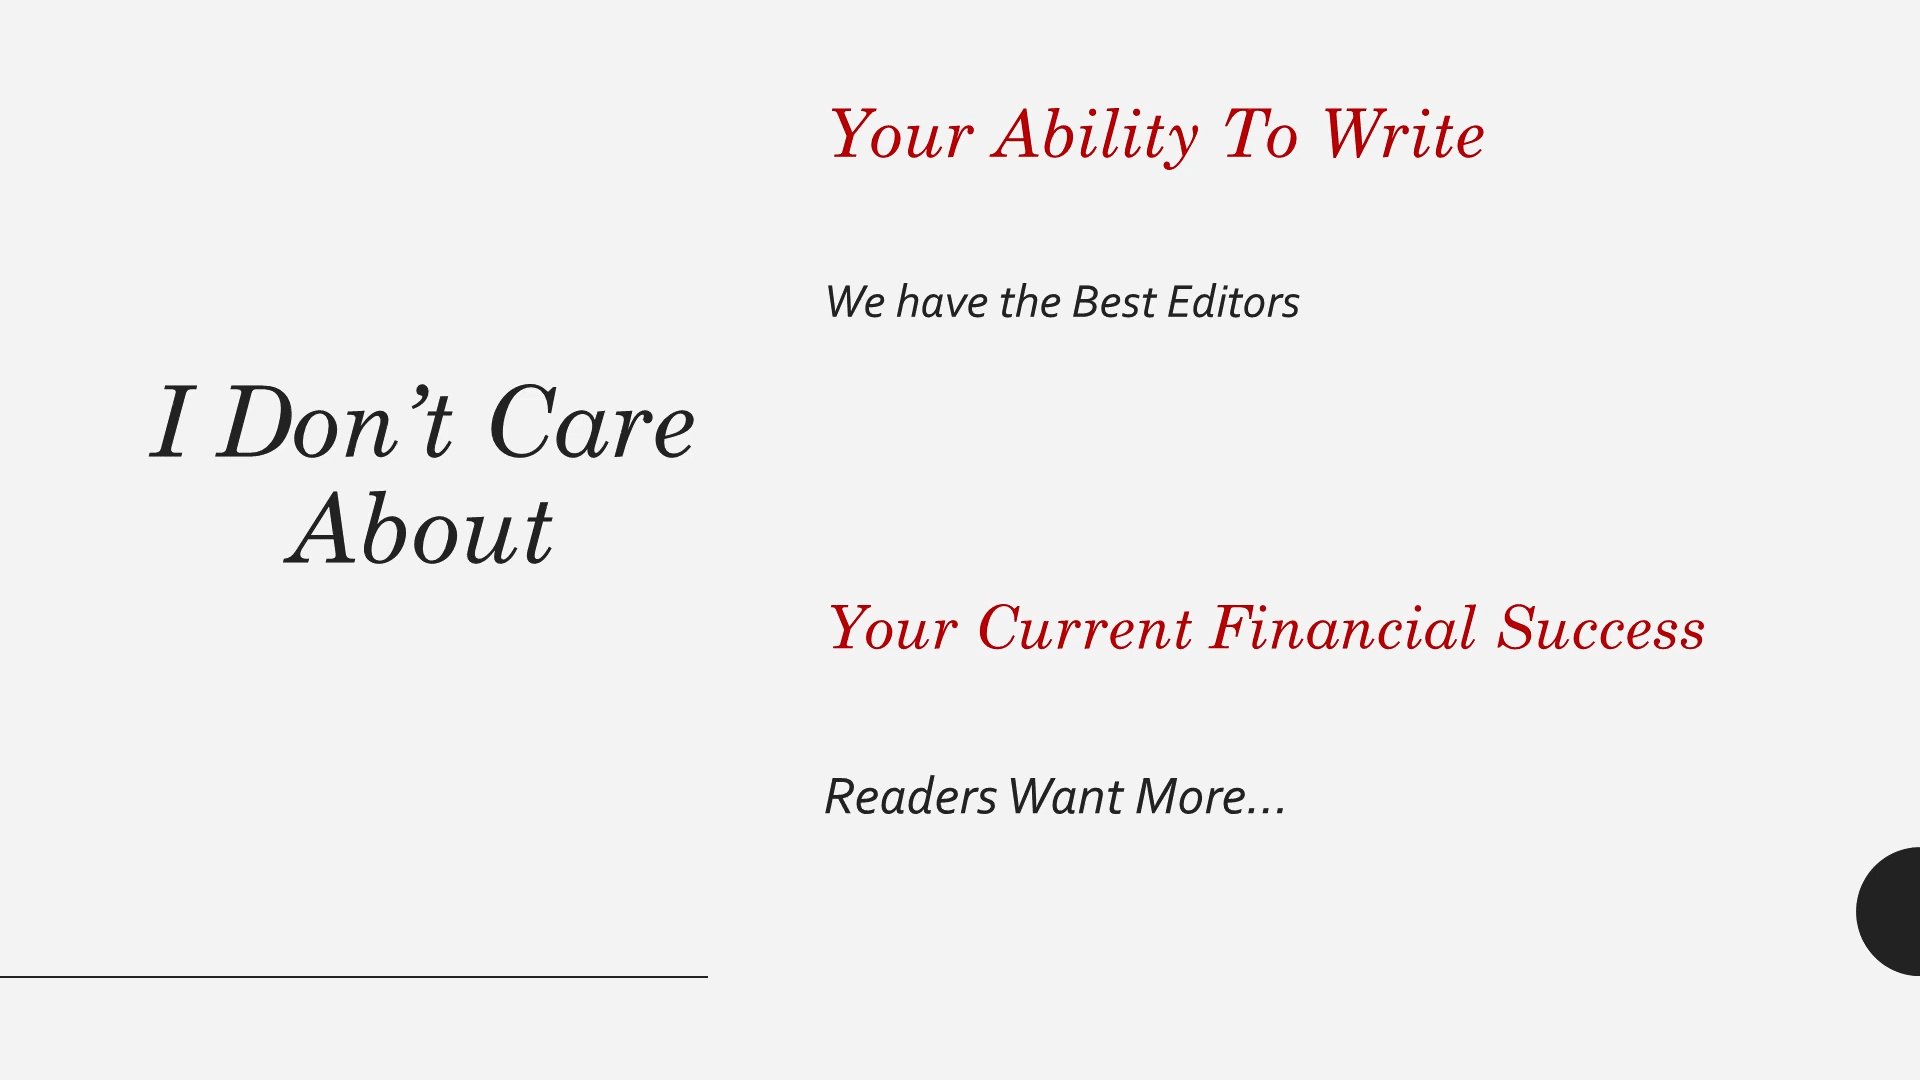 I Don’t Care
About
Your Ability To Write
We have the Best Editors
Your Current Financial Success
Readers Want More…